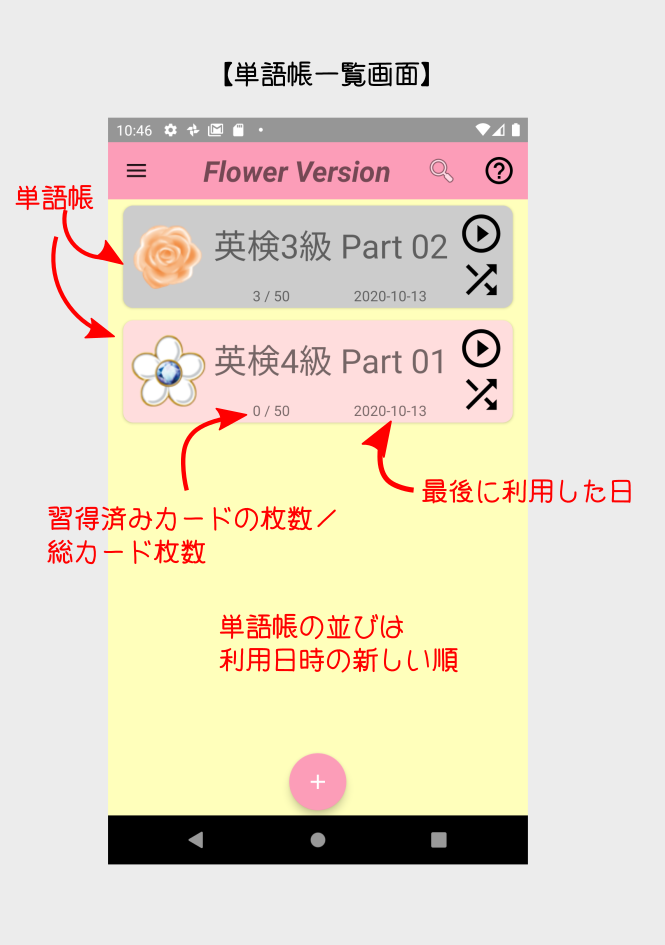 【単語帳一覧画面】
10:46
Flower Version
単語帳
英検3級 Part 02
3 / 50 2020-10-13
英検4級 Part 01
0 / 50 2020-10-13
最後に利用した日
習得済みカードの枚数／
総カード枚数
単語帳の並びは
利用日時の新しい順